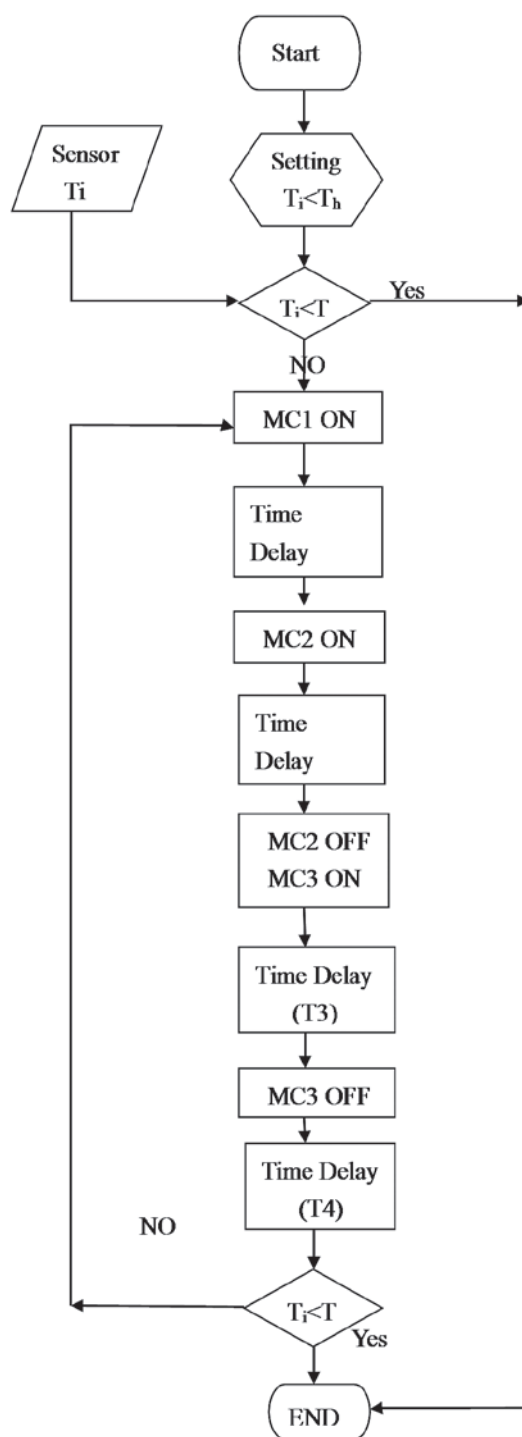 Start
Sensor
Ti
Setting
Tᵢ<Tₕ
Tᵢ<T
Yes
NO
MC1 ON
Time
Delay
MC2 ON
Time
Delay
MC2 OFF
MC3 ON
Time Delay
(T3)
MC3 OFF
Time Delay
(T4)
NO
Tᵢ<T
Yes
END